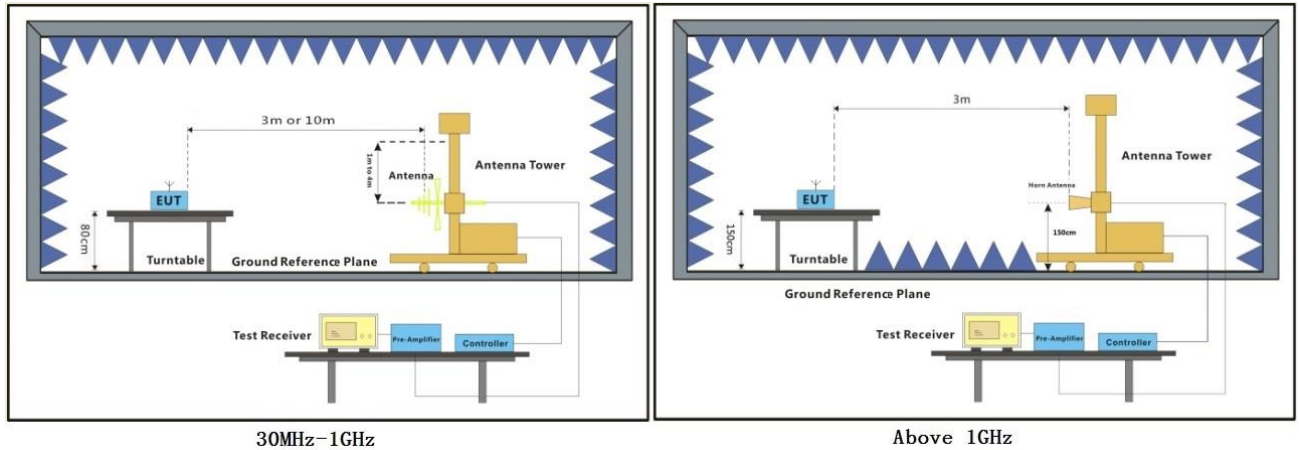 3m or 10m
1m to 4m
Antenna
Antenna Tower
EUT
80cm
Turntable
Ground Reference Plane
Test Receiver
Pre-Amplifier
Controller
30MHz-1GHz
3m
Antenna Tower
Horn Antenna
EUT
150cm
150cm
Turntable
Ground Reference Plane
Test Receiver
Pre-Amplifier
Controller
Above 1GHz